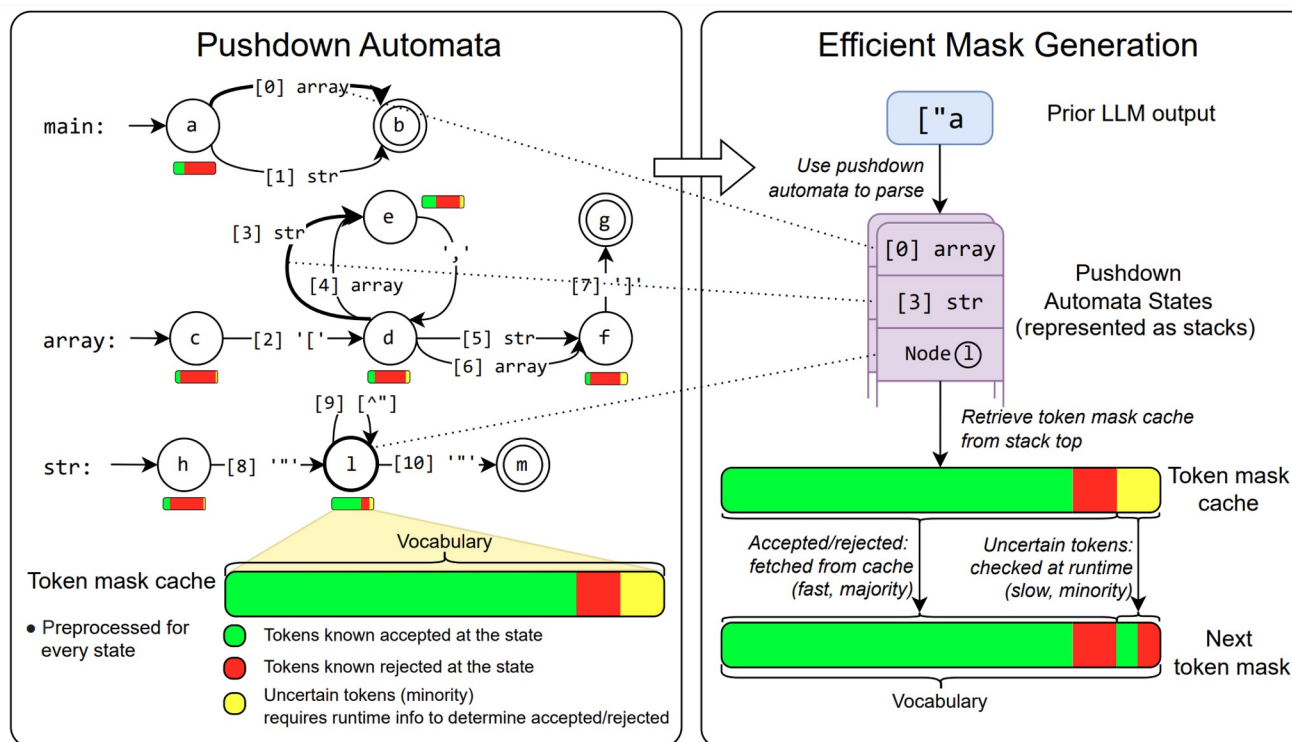 Pushdown Automata
[0] array
main:
a
b
[1] str
e
[3] str
','
g
[4] array
[7] ']'
array:
c
[2] '['
d
[5] str
f
[6] array
[9] [^"]
str:
h
[8] '"'
l
[10] '"'
m
Vocabulary
Token mask cache
● Preprocessed for
every state
Tokens known accepted at the state
Tokens known rejected at the state
Uncertain tokens (minority)
requires runtime info to determine accepted/rejected
Efficient Mask Generation
["a
Prior LLM output
Use pushdown
automata to parse
[0] array
[3] str
Node l
Pushdown
Automata States
(represented as stacks)
Retrieve token mask cache
from stack top
Token mask
cache
Accepted/rejected:
fetched from cache
(fast, majority)
Uncertain tokens:
checked at runtime
(slow, minority)
Next
token mask
Vocabulary